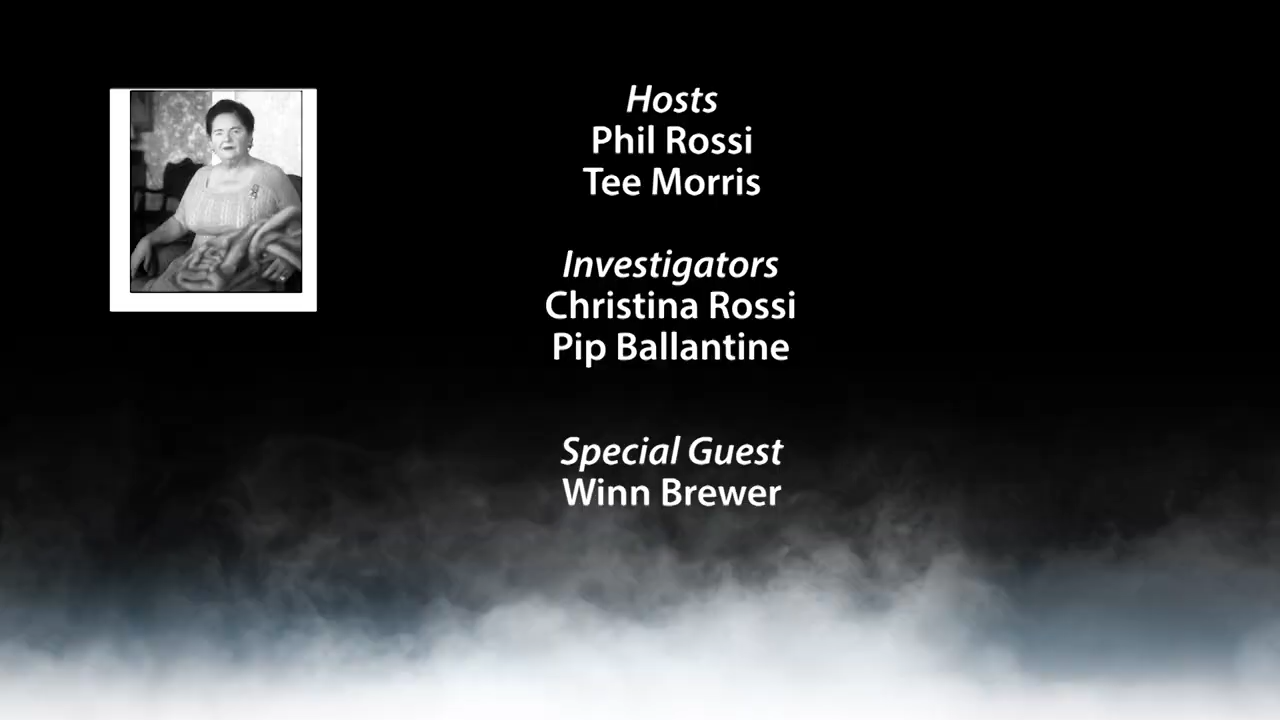 Hosts
Phil Rossi
Tee Morris
Investigators
Christina Rossi
Pip Ballantine
Special Guest
Winn Brewer